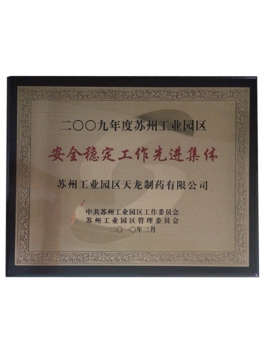 二〇〇九年度苏州工业园区
安全稳定工作先进集体
苏州工业园区天龙制药有限公司
中共苏州工业园区工作委员会
苏州工业园区管理委员会
二〇一〇年二月